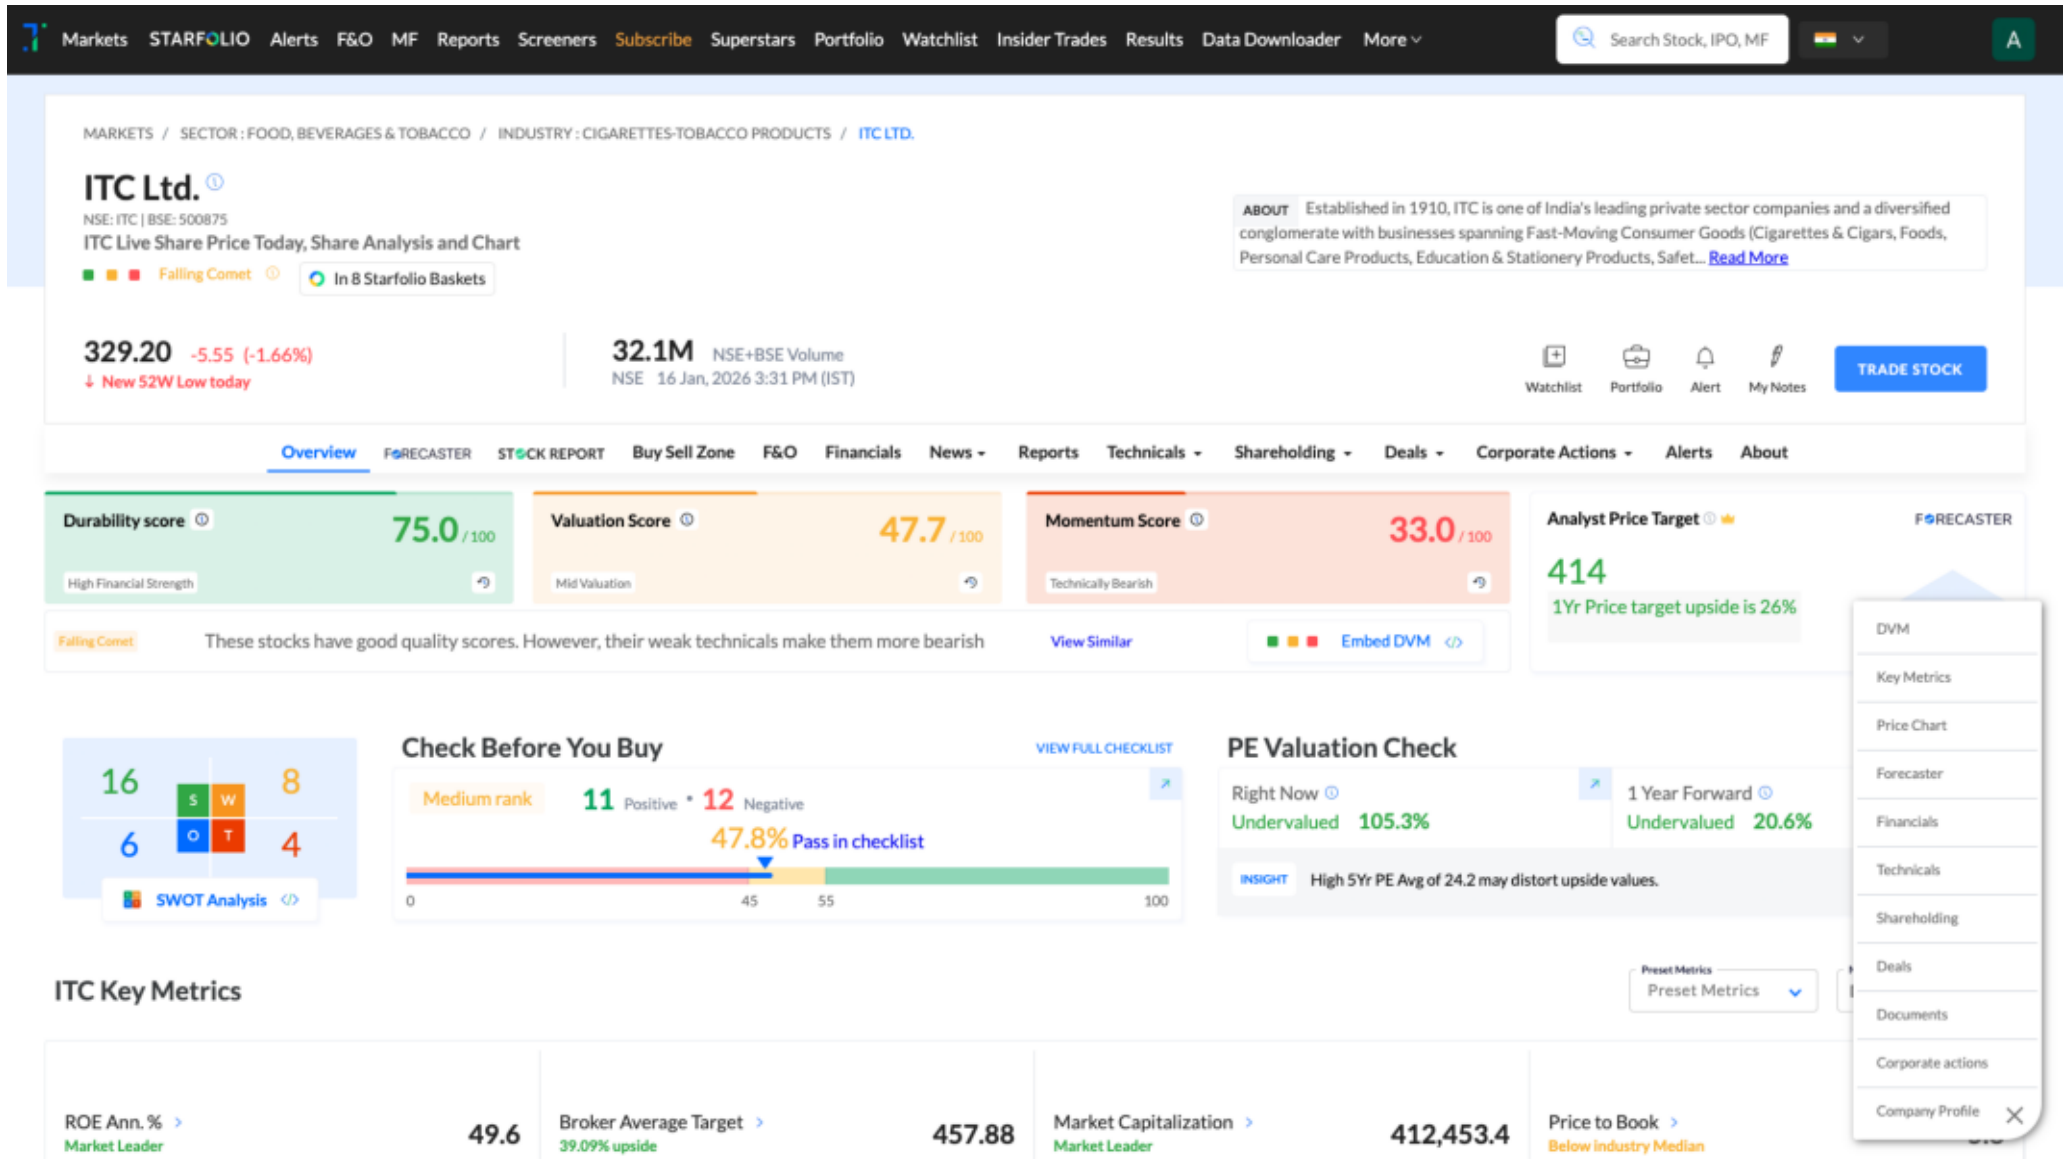 Markets STARFOLIO Alerts F&O MF Reports Screeners Subscribe Superstars Portfolio Watchlist Insider Trades Results Data Downloader More Search Stock, IPO, MF A
MARKETS / SECTOR : FOOD, BEVERAGES & TOBACCO / INDUSTRY : CIGARETTES-TOBACCO PRODUCTS / ITC LTD.
ITC Ltd.
NSE: ITC | BSE: 500875
ITC Live Share Price Today, Share Analysis and Chart
Falling Comet In 8 Starfolio Baskets
ABOUT Established in 1910, ITC is one of India's leading private sector companies and a diversified
conglomerate with businesses spanning Fast-Moving Consumer Goods (Cigarettes & Cigars, Foods,
Personal Care Products, Education & Stationery Products, Safet... Read More
329.20 -5.55 (-1.66%)
↓ New 52W Low today
32.1M NSE+BSE Volume
NSE 16 Jan, 2026 3:31 PM (IST)
Watchlist Portfolio Alert My Notes TRADE STOCK
Overview FORECASTER STOCK REPORT Buy Sell Zone F&O Financials News Reports Technicals Shareholding Deals Corporate Actions Alerts About
Durability score 75.0 / 100
High Financial Strength
Valuation Score 47.7 / 100
Mid Valuation
Momentum Score 33.0 / 100
Technically Bearish
Analyst Price Target FORECASTER
414
1Yr Price target upside is 26%
Falling Comet These stocks have good quality scores. However, their weak technicals make them more bearish View Similar Embed DVM </>
DVM
Key Metrics
Price Chart
Forecaster
Financials
Technicals
Shareholding
Deals
Documents
Corporate actions
Company Profile
16 S W 8
6 O T 4
SWOT Analysis </>
Check Before You Buy VIEW FULL CHECKLIST
Medium rank 11 Positive • 12 Negative
47.8% Pass in checklist
0 45 55 100
PE Valuation Check
Right Now
Undervalued 105.3%
1 Year Forward
Undervalued 20.6%
INSIGHT High 5Yr PE Avg of 24.2 may distort upside values.
ITC Key Metrics
Preset Metrics
Preset Metrics
ROE Ann. % 49.6
Market Leader
Broker Average Target 457.88
39.09% upside
Market Capitalization 412,453.4
Market Leader
Price to Book
Below industry Median